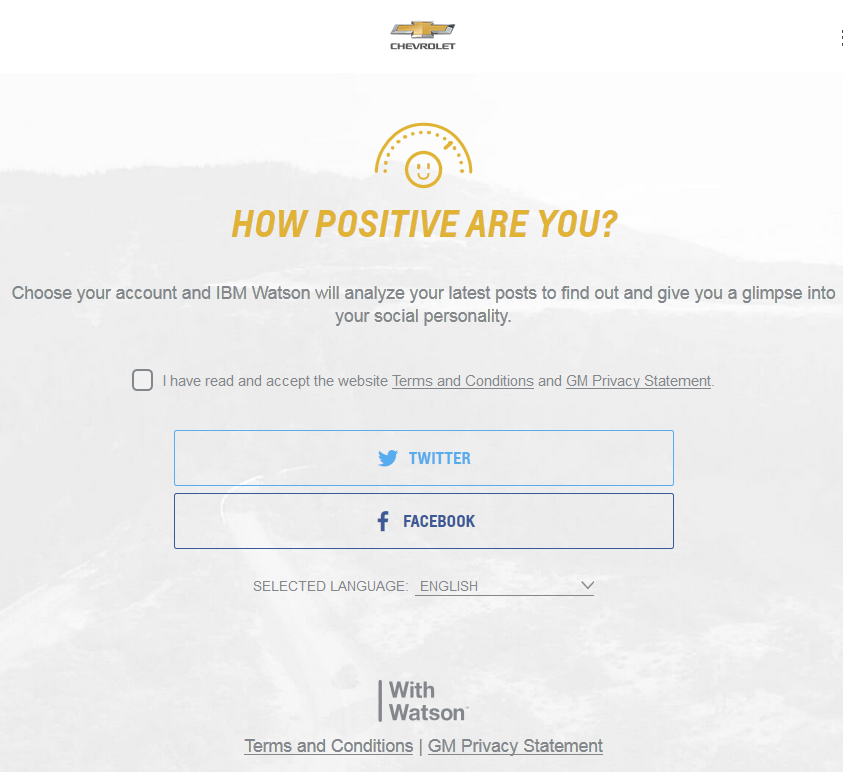 CHEVROLET
HOW POSITIVE ARE YOU?
Choose your account and IBM Watson will analyze your latest posts to find out and give you a glimpse into
your social personality.
I have read and accept the website Terms and Conditions and GM Privacy Statement.
TWITTER
FACEBOOK
SELECTED LANGUAGE: ENGLISH
With
Watson™
Terms and Conditions | GM Privacy Statement